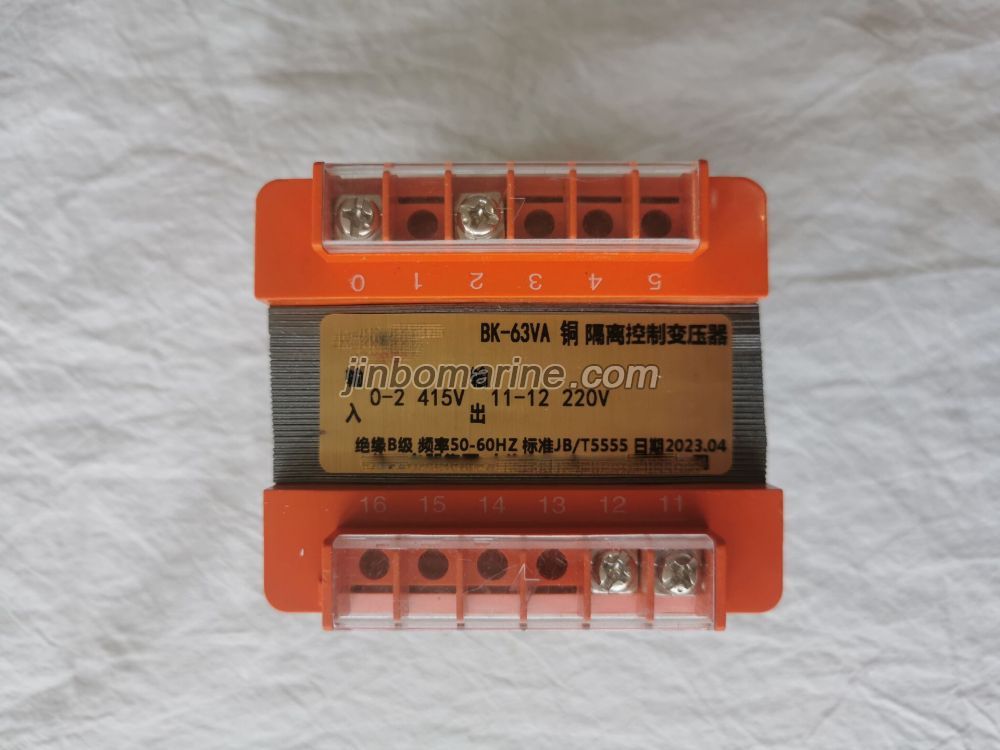 0 1 2 3 4 5
BK-63VA 铜 隔离控制变压器
jinbomarine.com
输入 0-2 415V 输出 11-12 220V
绝缘B级 频率50-60HZ 标准JB/T5555 日期2023.04
16 15 14 13 12 11